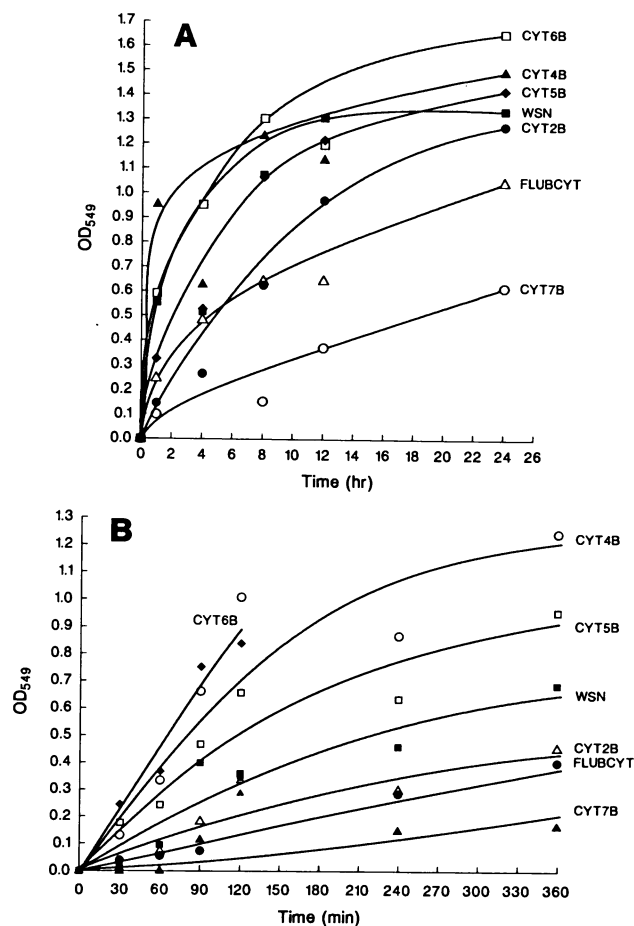 A
1.7
1.6
1.5
1.4
1.3
1.2
1.1
1.0
0.9
0.8
0.7
0.6
0.5
0.4
0.3
0.2
0.1
0.0
OD549
CYT6B
CYT4B
CYT5B
WSN
CYT2B
FLUBCYT
CYT7B
0 2 4 6 8 10 12 14 16 18 20 22 24 26
Time (hr)
B
1.3
1.2
1.1
1.0
0.9
0.8
0.7
0.6
0.5
0.4
0.3
0.2
0.1
0.0
OD549
CYT6B
CYT4B
CYT5B
WSN
CYT2B
FLUBCYT
CYT7B
0 30 60 90 120 150 180 210 240 270 300 330 360
Time (min)